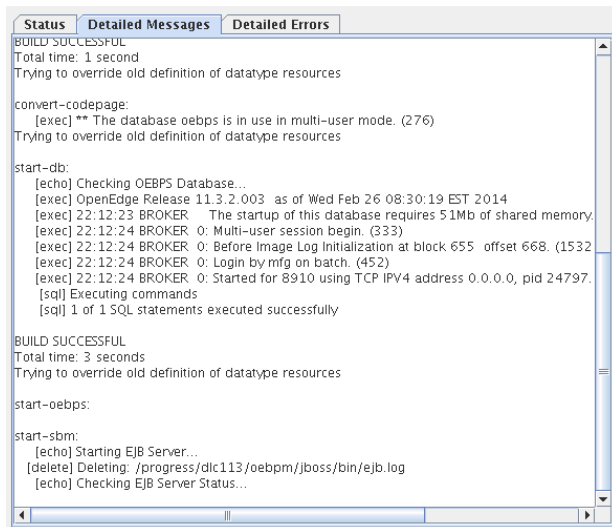 Status Detailed Messages Detailed Errors
BUILD SUCCESSFUL
Total time: 1 second
Trying to override old definition of datatype resources
convert-codepage:
[exec] ** The database oebps is in use in multi-user mode. (276)
Trying to override old definition of datatype resources
start-db:
[echo] Checking OEBPS Database...
[exec] OpenEdge Release 11.3.2.003 as of Wed Feb 26 08:30:19 EST 2014
[exec] 22:12:23 BROKER The startup of this database requires 51Mb of shared memory.
[exec] 22:12:24 BROKER 0: Multi-user session begin. (333)
[exec] 22:12:24 BROKER 0: Before Image Log Initialization at block 655 offset 668. (1532
[exec] 22:12:24 BROKER 0: Login by mfg on batch. (452)
[exec] 22:12:24 BROKER 0: Started for 8910 using TCP IPV4 address 0.0.0.0, pid 24797.
[sql] Executing commands
[sql] 1 of 1 SQL statements executed successfully
BUILD SUCCESSFUL
Total time: 3 seconds
Trying to override old definition of datatype resources
start-oebps:
start-sbm:
[echo] Starting EJB Server...
[delete] Deleting: /progress/dlc113/oebpm/jboss/bin/ejb.log
[echo] Checking EJB Server Status...